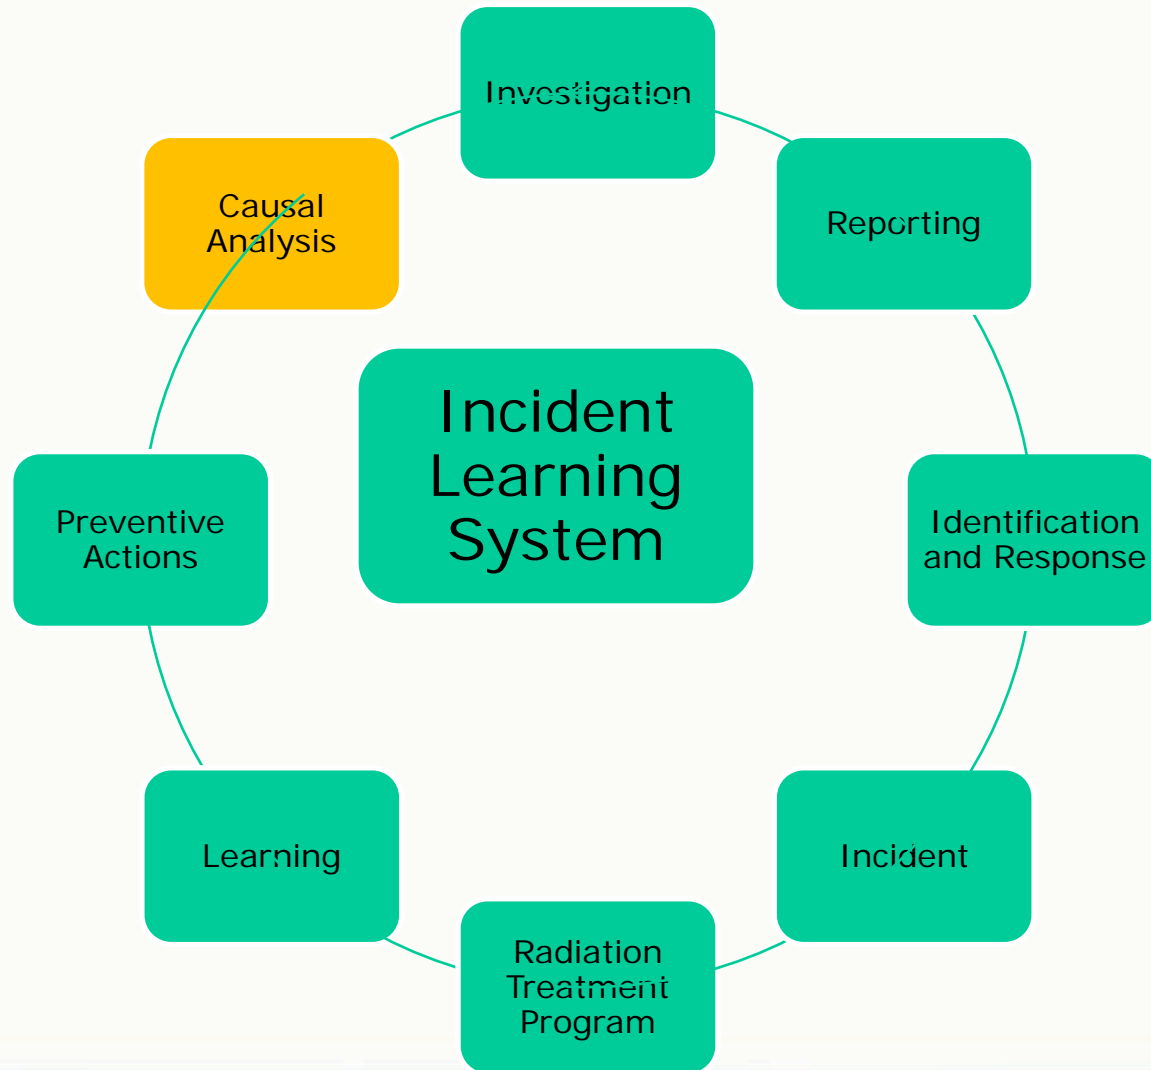 Investigation
Causal
Analysis
Reporting
Incident
Learning
System
Preventive
Actions
Identification
and Response
Learning
Incident
Radiation
Treatment
Program